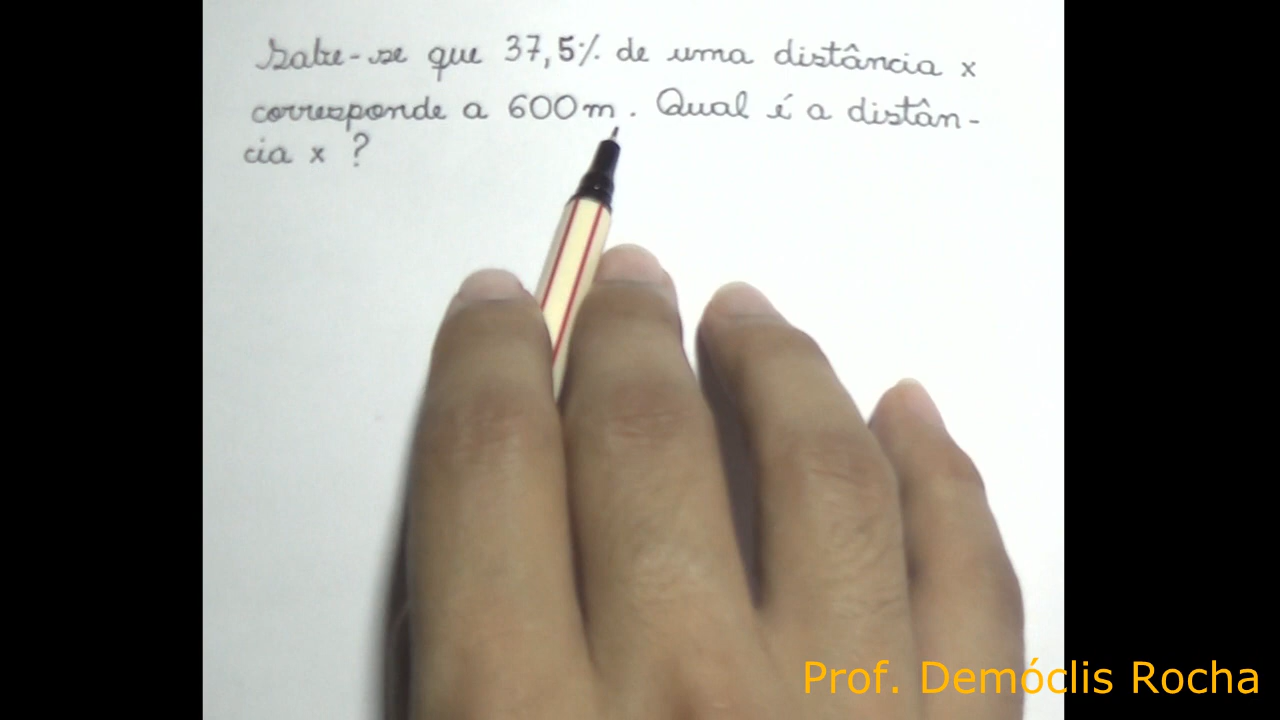 Sabe-se que 37,5% de uma distância x
corresponde a 600m. Qual é a distân-
cia x ?
Prof. Demóclis Rocha